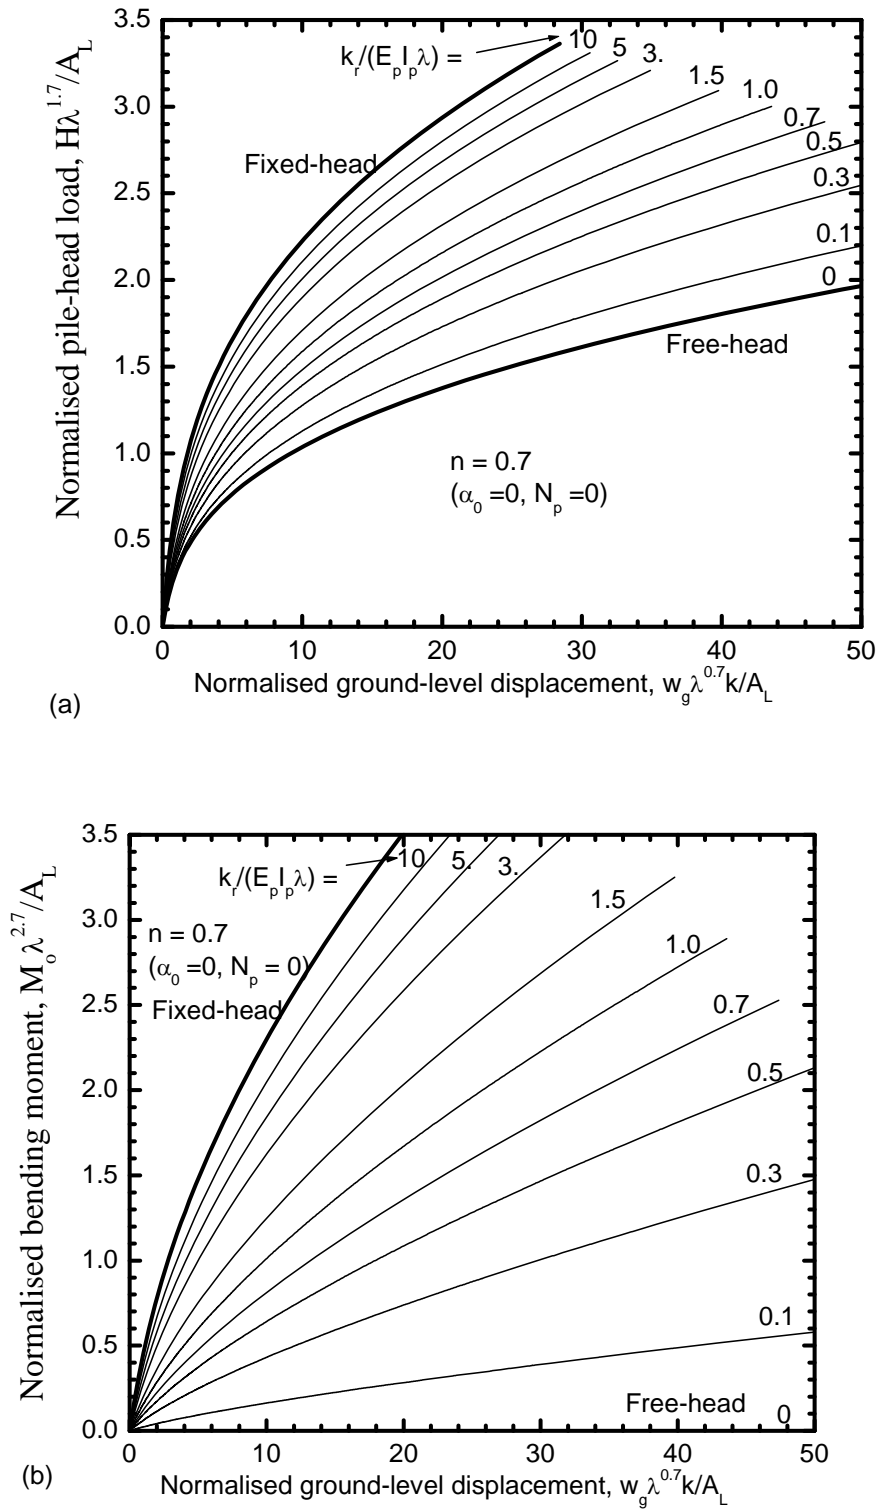 Normalised pile-head load, Hλ^1.7/A_L
3.5
3.0
2.5
2.0
1.5
1.0
0.5
0.0
k_r/(E_pI_pλ) =
10
5
3.
1.5
1.0
0.7
0.5
0.3
0.1
0
Fixed-head
Free-head
n = 0.7
(α_0 =0, N_p =0)
0 10 20 30 40 50
Normalised ground-level displacement, w_gλ^0.7k/A_L
(a)
Normalised bending moment, M_oλ^2.7/A_L
3.5
3.0
2.5
2.0
1.5
1.0
0.5
0.0
k_r/(E_pI_pλ) =
10
5.
3.
1.5
1.0
0.7
0.5
0.3
0.1
0
n = 0.7
(α_0 =0, N_p = 0)
Fixed-head
Free-head
0 10 20 30 40 50
Normalised ground-level displacement, w_gλ^0.7k/A_L
(b)